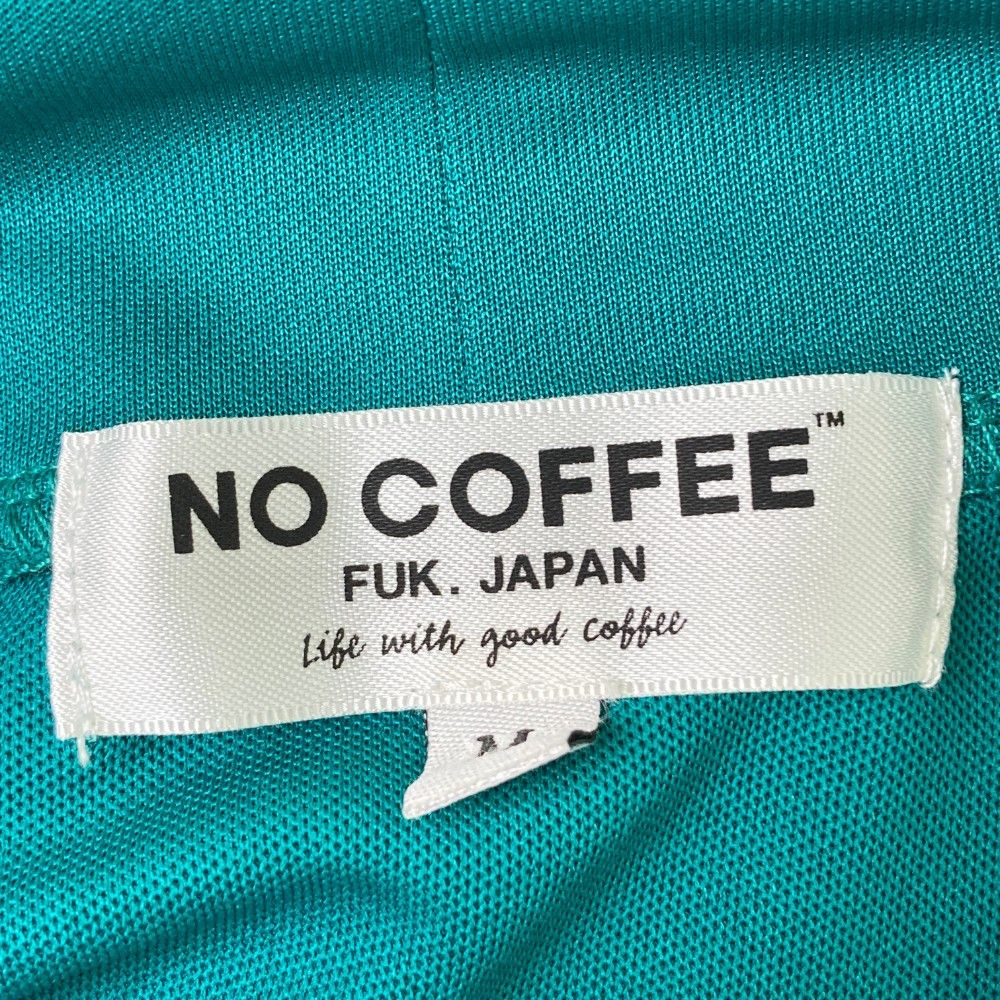 NO COFFEE™
FUK. JAPAN
Life with good coffee
M